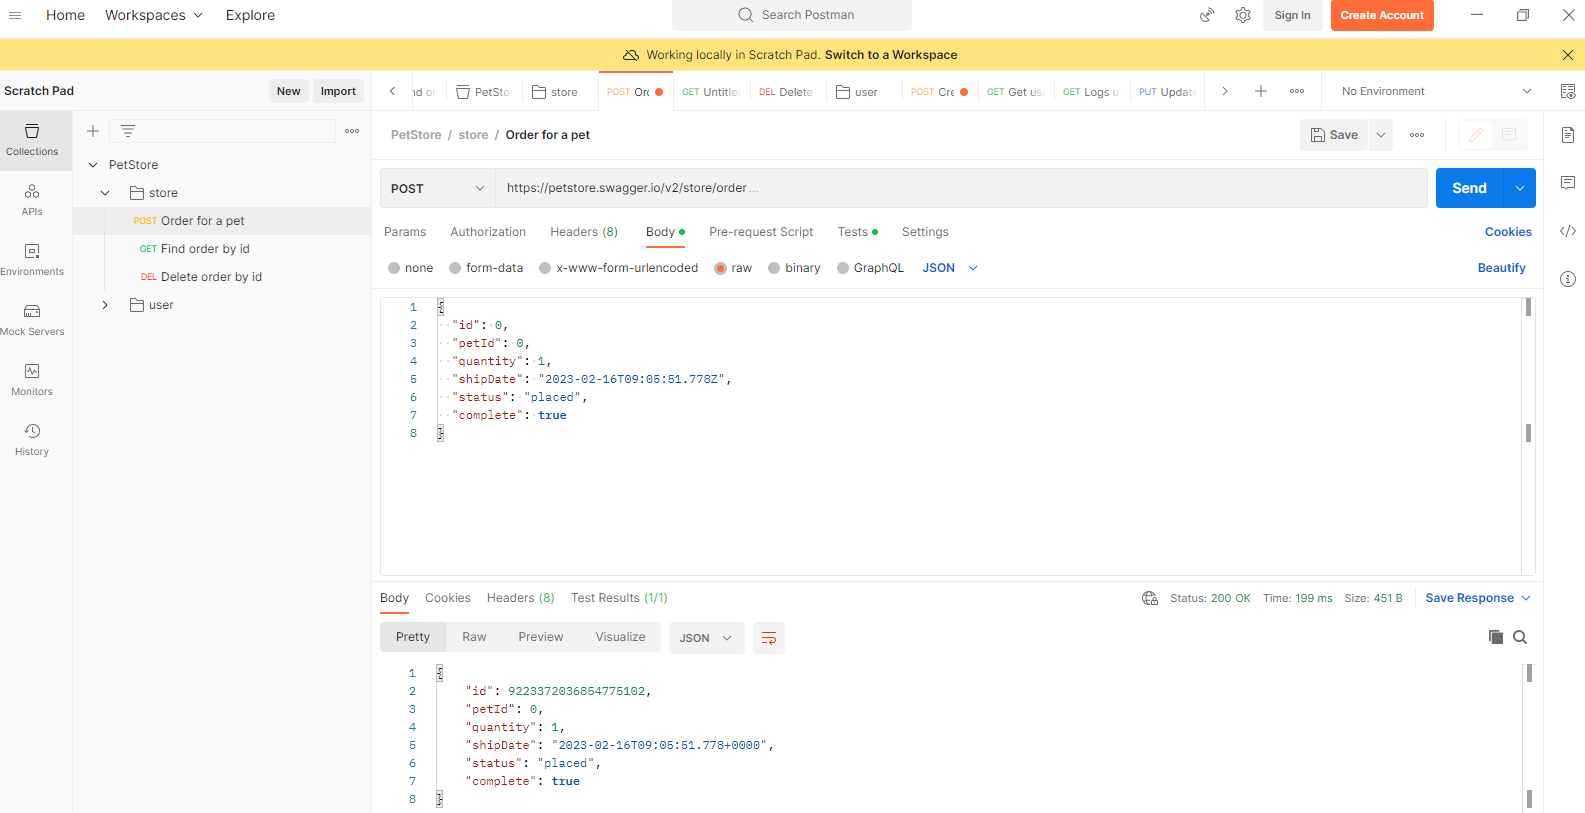 Home Workspaces Explore Search Postman Sign In Create Account
Working locally in Scratch Pad. Switch to a Workspace
Scratch Pad New Import
PetSto store POST Orc GET Untitle DEL Delete user POST Cre GET Get us GET Logs u PUT Update No Environment
Collections
APIs
Environments
Mock Servers
Monitors
History
PetStore
store
POST Order for a pet
GET Find order by id
DEL Delete order by id
user
PetStore / store / Order for a pet Save
POST https://petstore.swagger.io/v2/store/order... Send
Params Authorization Headers (8) Body Pre-request Script Tests Settings Cookies
none form-data x-www-form-urlencoded raw binary GraphQL JSON Beautify
1 {
2 "id": 0,
3 "petId": 0,
4 "quantity": 1,
5 "shipDate": "2023-02-16T09:05:51.778Z",
6 "status": "placed",
7 "complete": true
8 }
Body Cookies Headers (8) Test Results (1/1) Status: 200 OK Time: 199 ms Size: 451 B Save Response
Pretty Raw Preview Visualize JSON
1 {
2 "id": 9223372036854775102,
3 "petId": 0,
4 "quantity": 1,
5 "shipDate": "2023-02-16T09:05:51.778+0000",
6 "status": "placed",
7 "complete": true
8 }